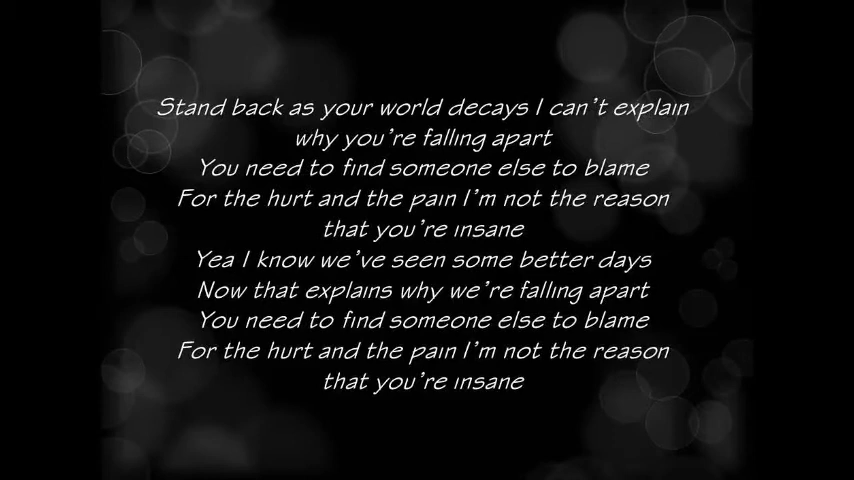 Stand back as your world decays I can't explain
why you're falling apart
You need to find someone else to blame
For the hurt and the pain I'm not the reason
that you're insane
Yea I know we've seen some better days
Now that explains why we're falling apart
You need to find someone else to blame
For the hurt and the pain I'm not the reason
that you're insane